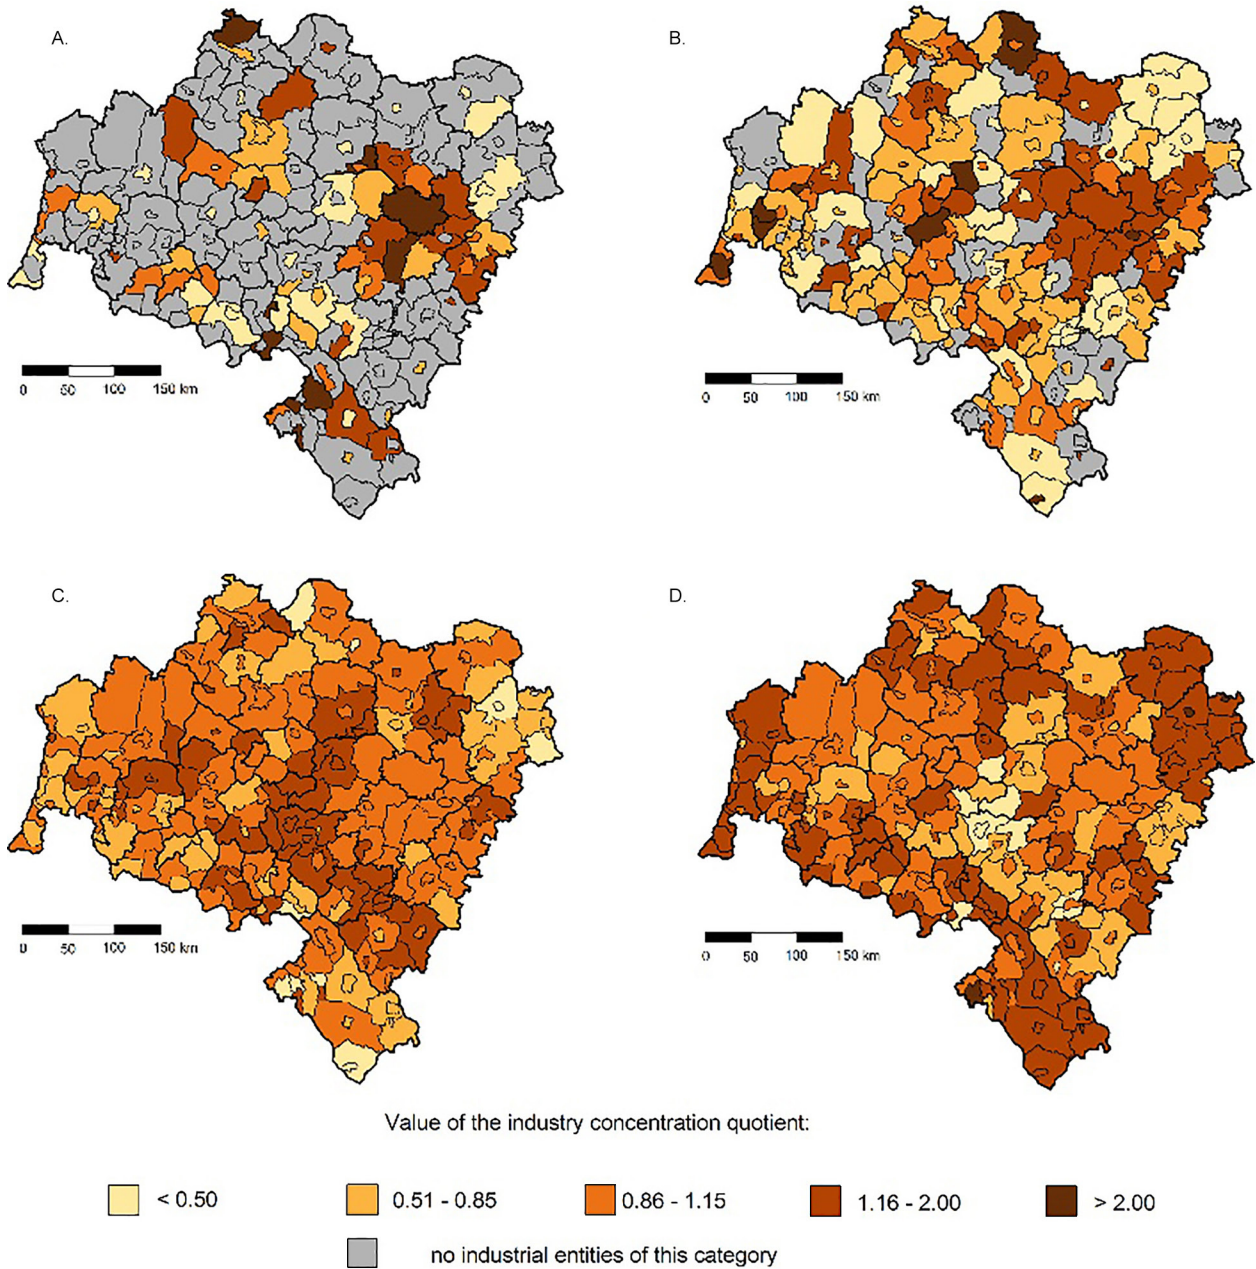 A.
B.
0 50 100 150 km
0 50 100 150 km
C.
D.
0 50 100 150 km
0 50 100 150 km
Value of the industry concentration quotient:
< 0.50
0.51 - 0.85
0.86 - 1.15
1.16 - 2.00
> 2.00
no industrial entities of this category